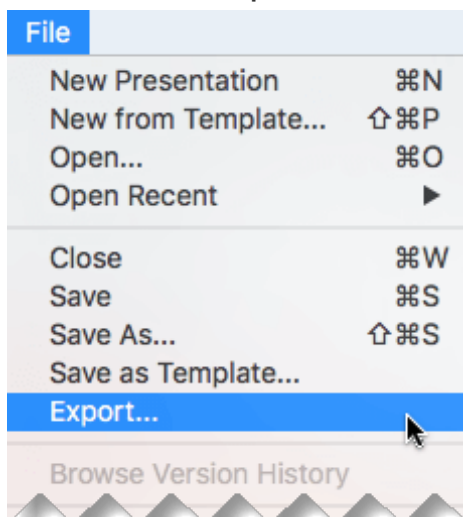 File
New Presentation ⌘N
New from Template... ⇧⌘P
Open... ⌘O
Open Recent ▶
Close ⌘W
Save ⌘S
Save As... ⇧⌘S
Save as Template...
Export...
Browse Version History